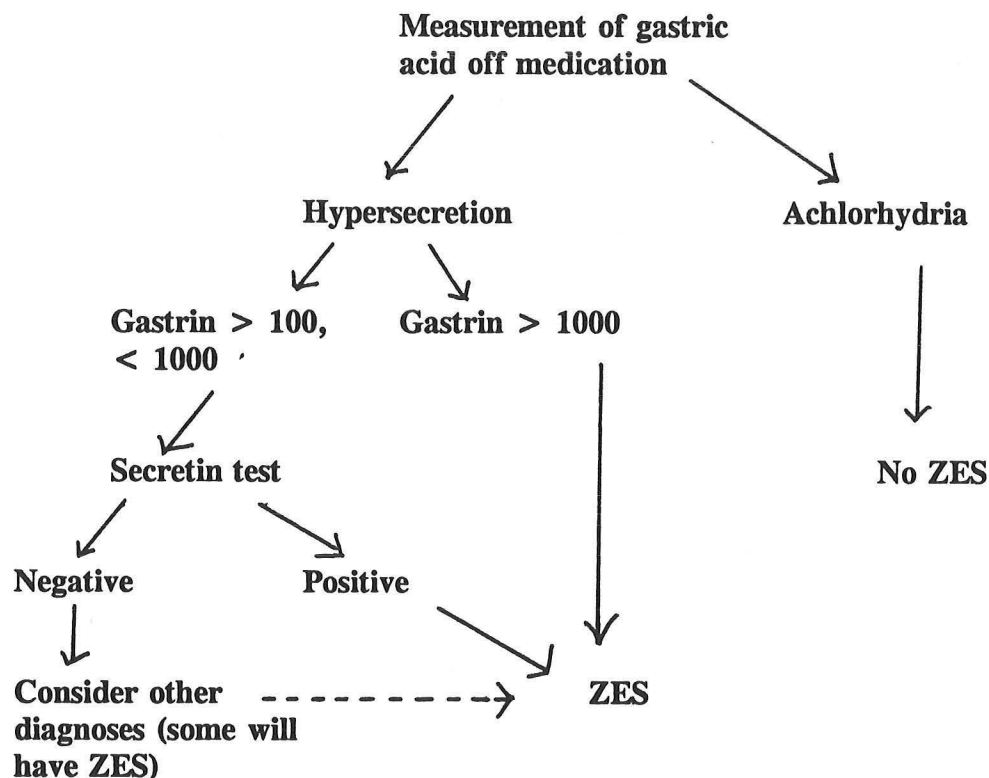 Measurement of gastric
acid off medication
Hypersecretion
Achlorhydria
Gastrin > 100,
< 1000
Gastrin > 1000
Secretin test
No ZES
Negative
Positive
Consider other
diagnoses (some will
have ZES)
ZES